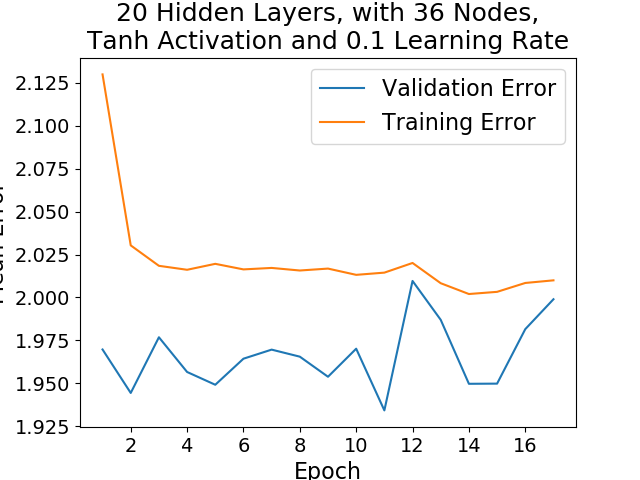 20 Hidden Layers, with 36 Nodes,
Tanh Activation and 0.1 Learning Rate
Validation Error
Training Error
2.125
2.100
2.075
2.050
2.025
2.000
1.975
1.950
1.925
2 4 6 8 10 12 14 16
Epoch